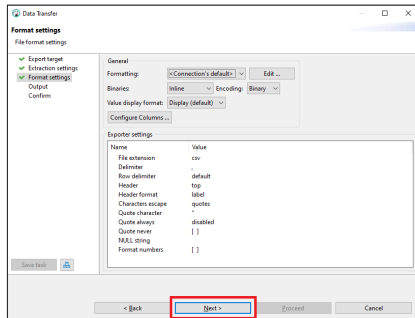 Data Transfer
Format settings
File format settings
Export target
Extraction settings
Format settings
Output
Confirm
General
Formatting: <Connection's default> Edit ...
Binaries: Inline Encoding: Binary
Value display format: Display (default)
Configure Columns ...
Exporter settings
Name Value
File extension csv
Delimiter ,
Row delimiter default
Header top
Header format label
Characters escape quotes
Quote character "
Quote always disabled
Quote never [ ]
NULL string
Format numbers [ ]
Save task
< Back Next > Proceed Cancel